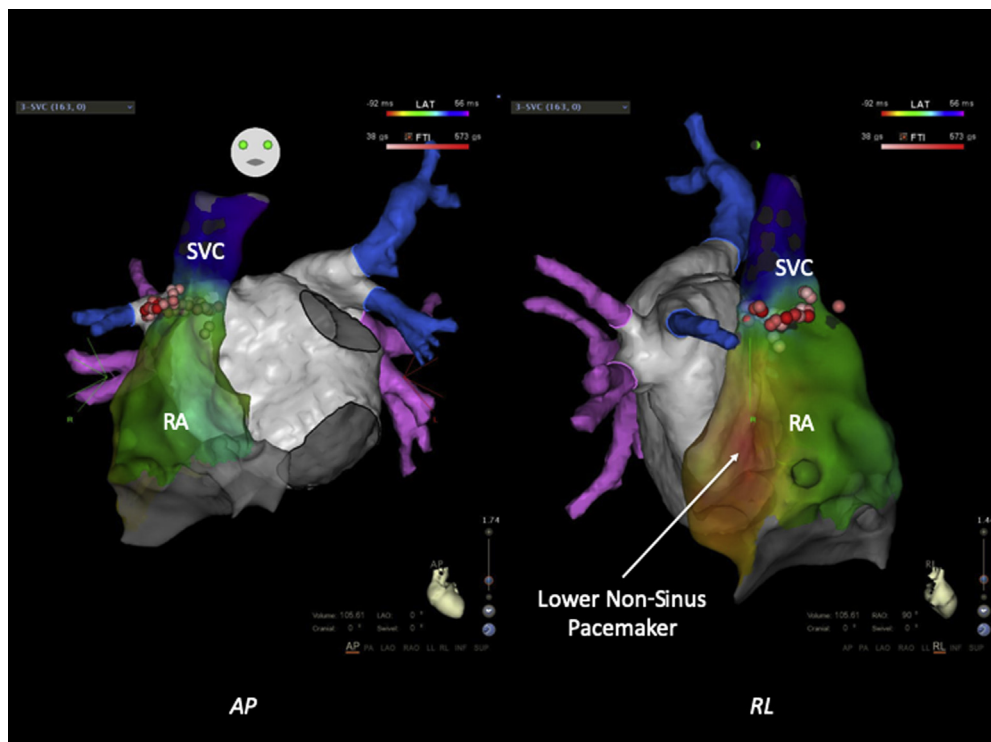 3-SVC (163, 0)
-92 ms LAT 56 ms
38 gs FTI 573 gs
SVC
RA
R
L
1.74
AP
Volume: 105.61 LAO: 0 °
Cranial: 0 ° Swivel: 0 °
AP PA LAO RAO LL RL INF SUP
AP
3-SVC (163, 0)
-92 ms LAT 56 ms
38 gs FTI 573 gs
SVC
RA
Lower Non-Sinus
Pacemaker
RL
Volume: 105.61 RAO: 90 °
Cranial: 0 ° Swivel: 0 °
AP PA LAO RAO LL RL INF SUP
RL